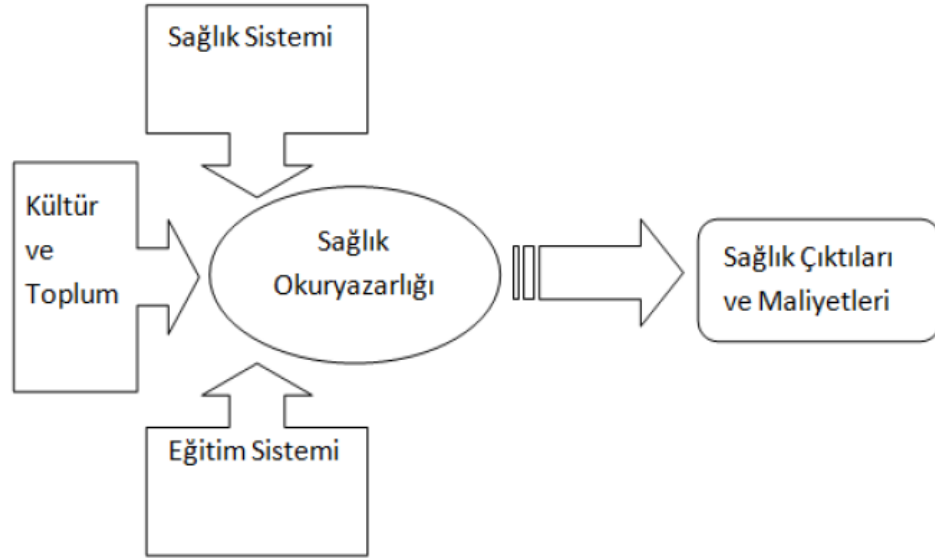 Sağlık Sistemi
Kültür
ve
Toplum
Sağlık
Okuryazarlığı
Sağlık Çıktıları
ve Maliyetleri
Eğitim Sistemi